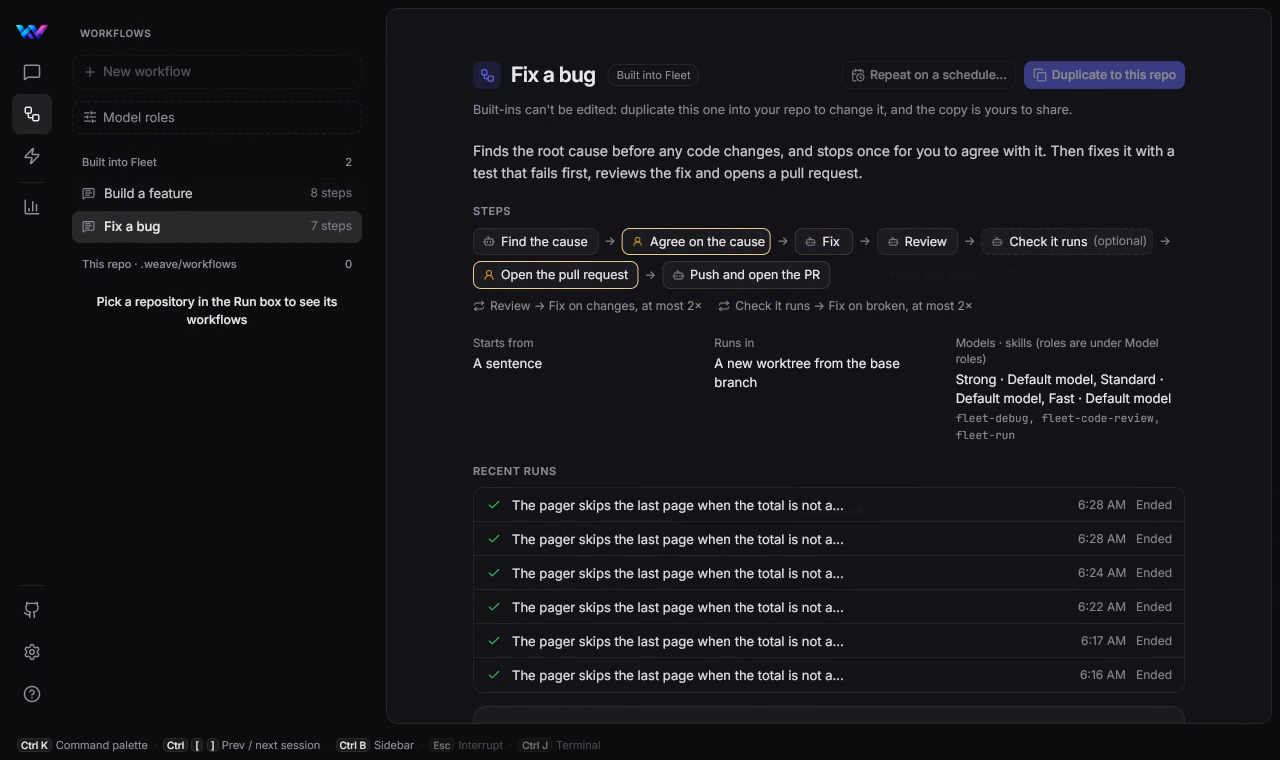 WORKFLOWS
New workflow
Model roles
Built into Fleet 2
Build a feature 8 steps
Fix a bug 7 steps
This repo · .weave/workflows 0
Pick a repository in the Run box to see its
workflows
Fix a bug Built into Fleet Repeat on a schedule... Duplicate to this repo
Built-ins can't be edited: duplicate this one into your repo to change it, and the copy is yours to share.
Finds the root cause before any code changes, and stops once for you to agree with it. Then fixes it with a
test that fails first, reviews the fix and opens a pull request.
STEPS
Find the cause → Agree on the cause → Fix → Review → Check it runs (optional) →
Open the pull request → Push and open the PR
Review → Fix on changes, at most 2× Check it runs → Fix on broken, at most 2×
Starts from
A sentence
Runs in
A new worktree from the base
branch
Models · skills (roles are under Model
roles)
Strong · Default model, Standard ·
Default model, Fast · Default model
fleet-debug, fleet-code-review,
fleet-run
RECENT RUNS
The pager skips the last page when the total is not a... 6:28 AM Ended
The pager skips the last page when the total is not a... 6:28 AM Ended
The pager skips the last page when the total is not a... 6:24 AM Ended
The pager skips the last page when the total is not a... 6:22 AM Ended
The pager skips the last page when the total is not a... 6:17 AM Ended
The pager skips the last page when the total is not a... 6:16 AM Ended
Ctrl K Command palette · Ctrl [ ] Prev / next session · Ctrl B Sidebar · Esc Interrupt · Ctrl J Terminal